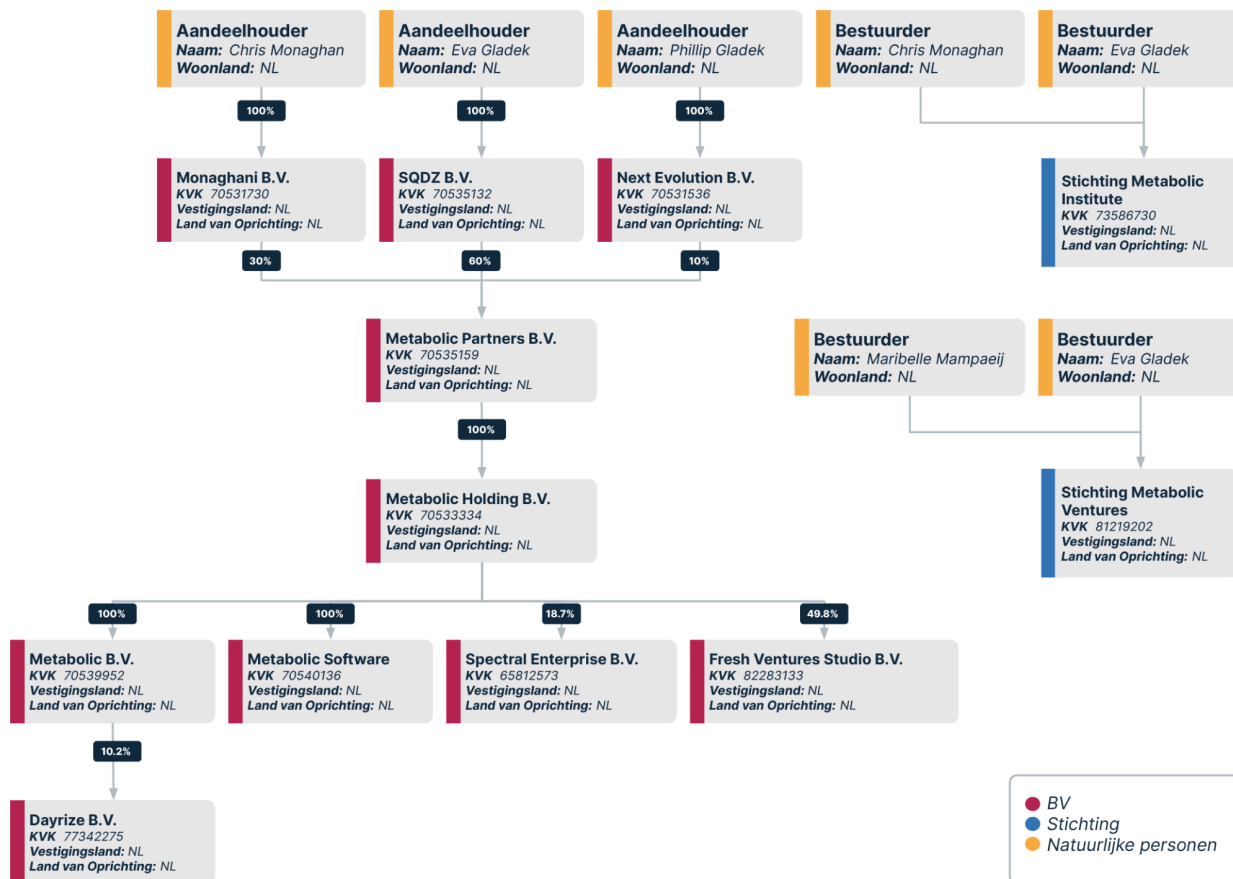 Aandeelhouder
Naam: Chris Monaghan
Woonland: NL
Aandeelhouder
Naam: Eva Gladek
Woonland: NL
Aandeelhouder
Naam: Phillip Gladek
Woonland: NL
Bestuurder
Naam: Chris Monaghan
Woonland: NL
Bestuurder
Naam: Eva Gladek
Woonland: NL
100%
100%
100%
Monaghani B.V.
KVK 70531730
Vestigingsland: NL
Land van Oprichting: NL
SQDZ B.V.
KVK 70535132
Vestigingsland: NL
Land van Oprichting: NL
Next Evolution B.V.
KVK 70531536
Vestigingsland: NL
Land van Oprichting: NL
Stichting Metabolic
Institute
KVK 73586730
Vestigingsland: NL
Land van Oprichting: NL
30%
60%
10%
Metabolic Partners B.V.
KVK 70535159
Vestigingsland: NL
Land van Oprichting: NL
Bestuurder
Naam: Maribelle Mampaeij
Woonland: NL
Bestuurder
Naam: Eva Gladek
Woonland: NL
100%
Metabolic Holding B.V.
KVK 70533334
Vestigingsland: NL
Land van Oprichting: NL
Stichting Metabolic
Ventures
KVK 81219202
Vestigingsland: NL
Land van Oprichting: NL
100%
100%
18.7%
49.8%
Metabolic B.V.
KVK 70539952
Vestigingsland: NL
Land van Oprichting: NL
Metabolic Software
KVK 70540136
Vestigingsland: NL
Land van Oprichting: NL
Spectral Enterprise B.V.
KVK 65812573
Vestigingsland: NL
Land van Oprichting: NL
Fresh Ventures Studio B.V.
KVK 82283133
Vestigingsland: NL
Land van Oprichting: NL
10.2%
Dayrize B.V.
KVK 77342275
Vestigingsland: NL
Land van Oprichting: NL
BV
Stichting
Natuurlijke personen